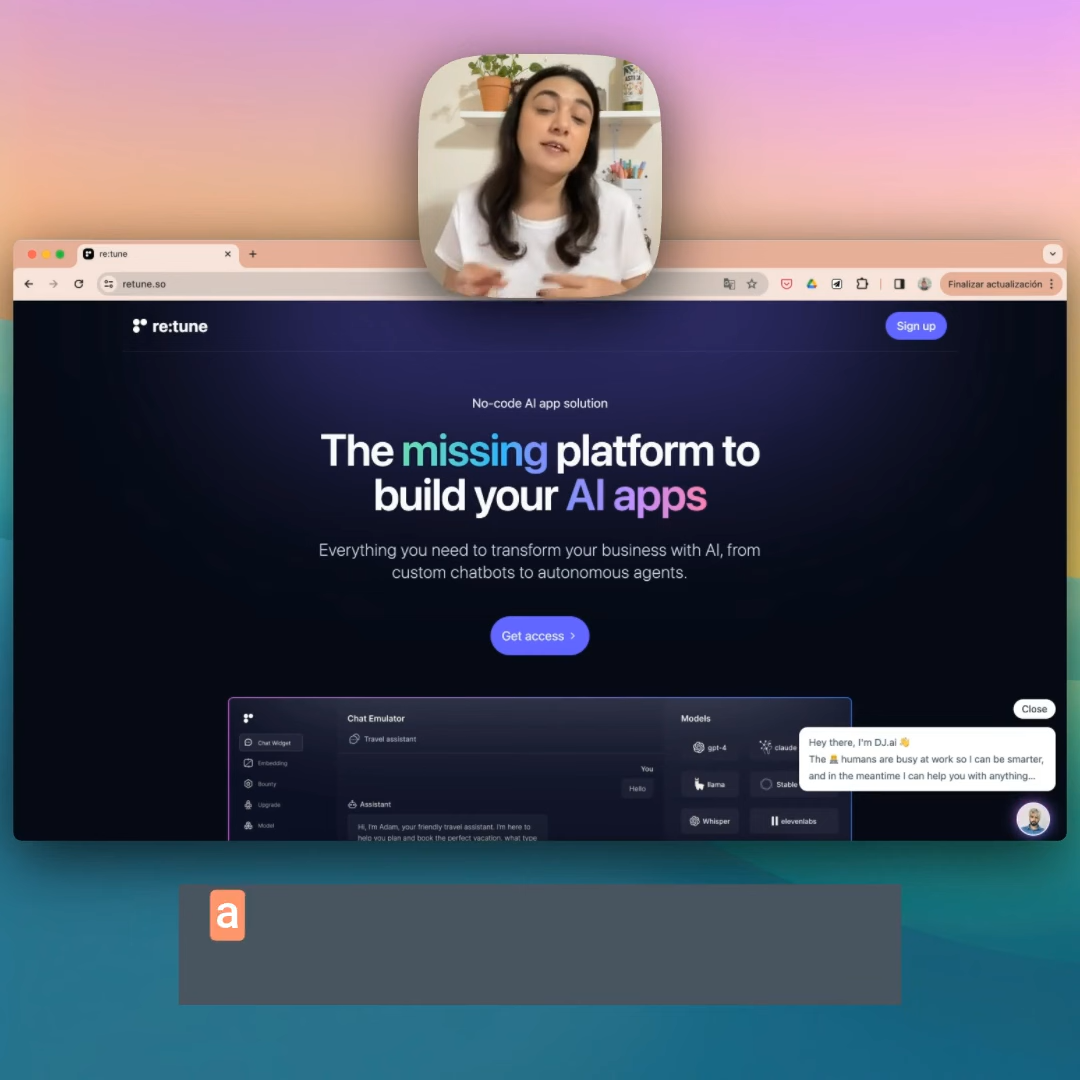 re:tune
retune.so
Finalizar actualización
re:tune
Sign up
No-code AI app solution
The missing platform to
build your AI apps
Everything you need to transform your business with AI, from
custom chatbots to autonomous agents.
Get access
Chat Emulator
Travel assistant
Chat Widget
Embedding
Bounty
Upgrade
Model
You
Hello
Assistant
Hi, I'm Adam, your friendly travel assistant. I'm here to
help you plan and book the perfect vacation. what type
Models
gpt-4
claude
llama
Stable
Whisper
elevenlabs
Close
Hey there, I'm DJ.ai 👋
The 🧑‍💻 humans are busy at work so I can be smarter,
and in the meantime I can help you with anything...
a